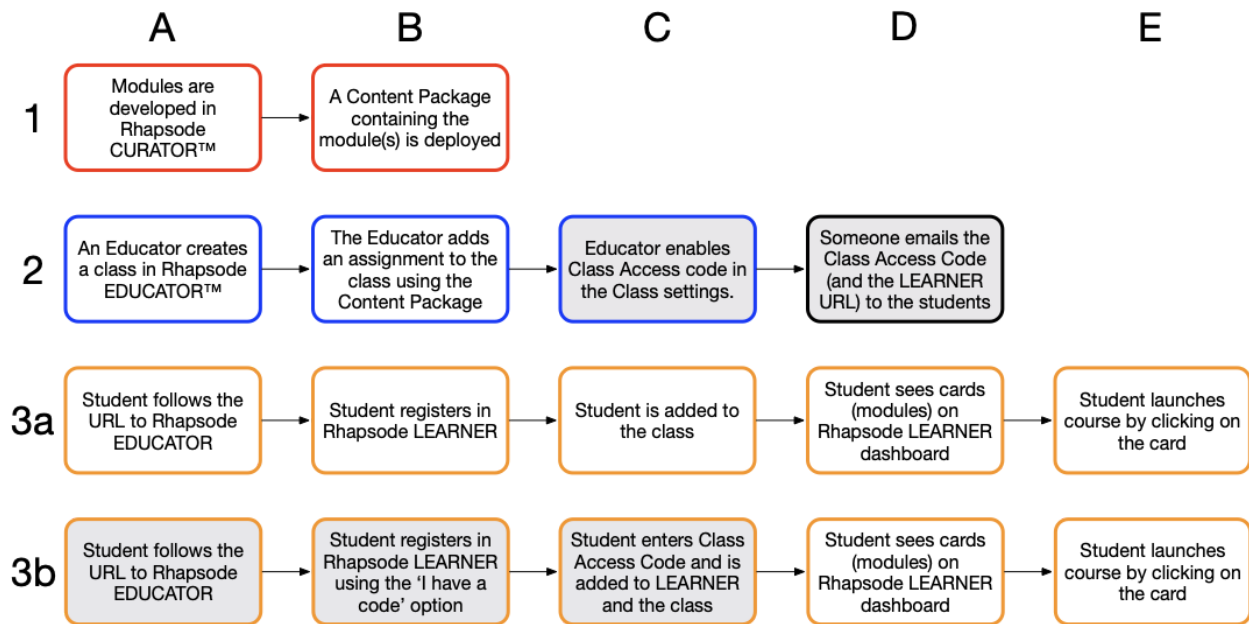 A
B
C
D
E
1
Modules are
developed in
Rhapsode
CURATOR™
A Content Package
containing the
module(s) is deployed
2
An Educator creates
a class in Rhapsode
EDUCATOR™
The Educator adds
an assignment to the
class using the
Content Package
Educator enables
Class Access code in
the Class settings.
Someone emails the
Class Access Code
(and the LEARNER
URL) to the students
3a
Student follows the
URL to Rhapsode
EDUCATOR
Student registers in
Rhapsode LEARNER
Student is added to
the class
Student sees cards
(modules) on
Rhapsode LEARNER
dashboard
Student launches
course by clicking on
the card
3b
Student follows the
URL to Rhapsode
EDUCATOR
Student registers in
Rhapsode LEARNER
using the ‘I have a
code’ option
Student enters Class
Access Code and is
added to LEARNER
and the class
Student sees cards
(modules) on
Rhapsode LEARNER
dashboard
Student launches
course by clicking on
the card